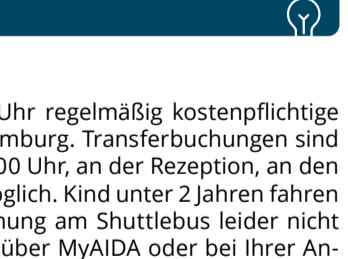 Uhr regelmäßig kostenpflichtige
mburg. Transferbuchungen sind
00 Uhr, an der Rezeption, an den
öglich. Kind unter 2 Jahren fahren
nung am Shuttlebus leider nicht
über MyAIDA oder bei Ihrer An-